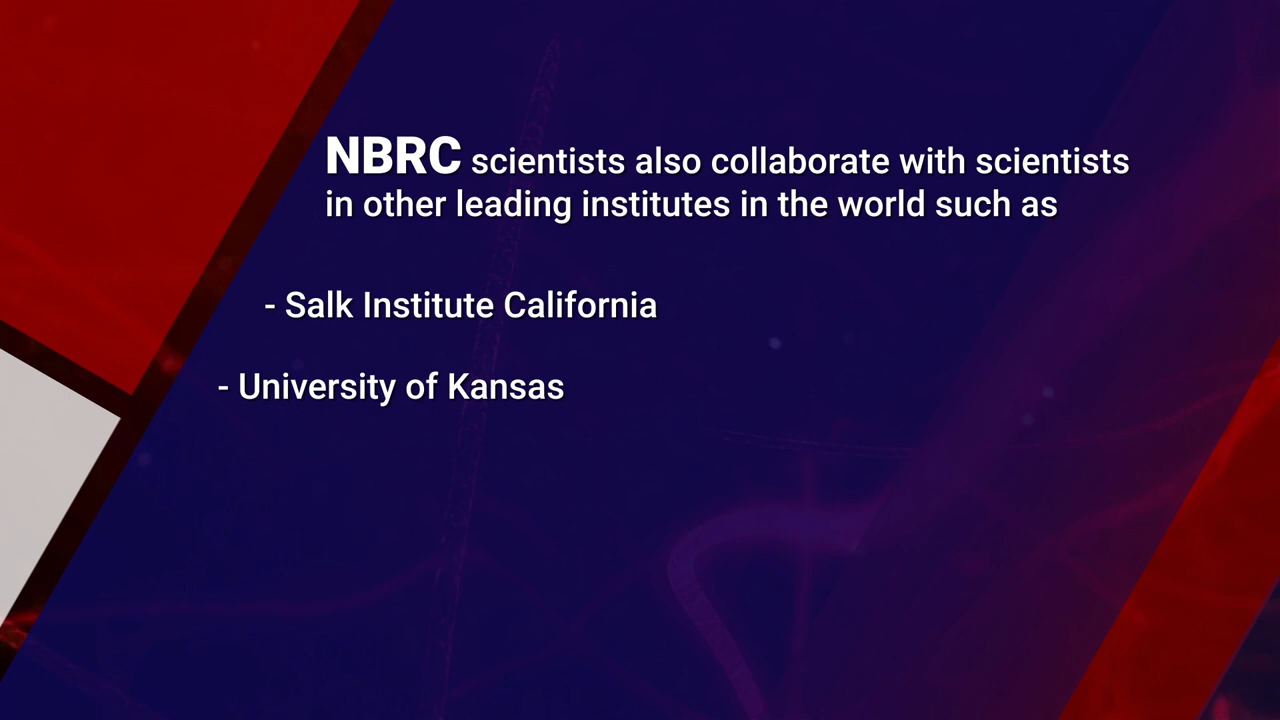 NBRC scientists also collaborate with scientists
in other leading institutes in the world such as
- Salk Institute California
- University of Kansas